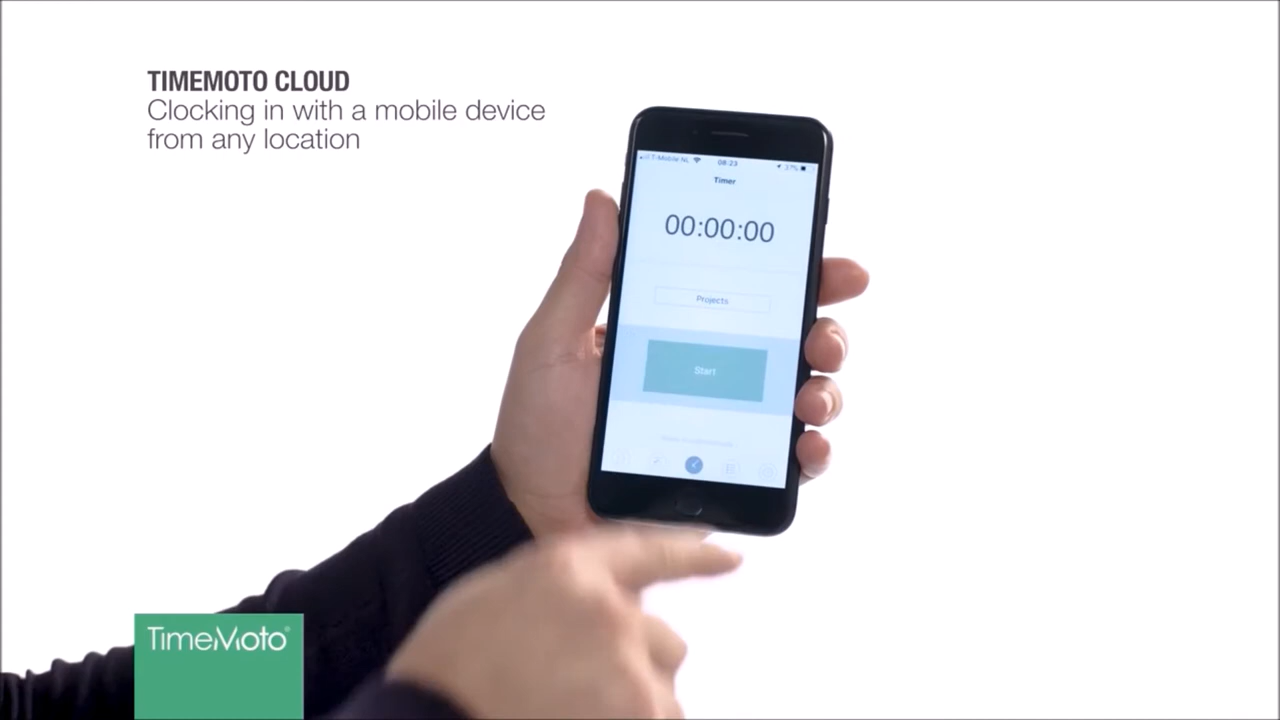 TIMEMOTO CLOUD
Clocking in with a mobile device
from any location
T-Mobile NL 08:23 37%
Timer
00:00:00
Projects
Start
TimeMoto®